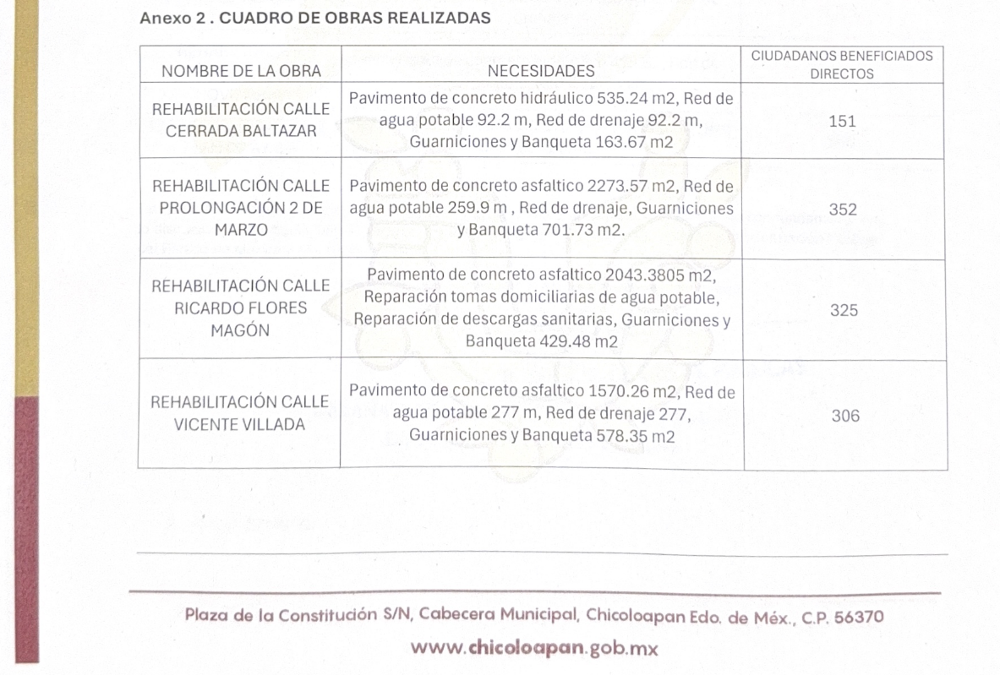 Anexo 2 . CUADRO DE OBRAS REALIZADAS
NOMBRE DE LA OBRA
NECESIDADES
CIUDADANOS BENEFICIADOS
DIRECTOS
REHABILITACIÓN CALLE
CERRADA BALTAZAR
Pavimento de concreto hidráulico 535.24 m2, Red de
agua potable 92.2 m, Red de drenaje 92.2 m,
Guarniciones y Banqueta 163.67 m2
151
REHABILITACIÓN CALLE
PROLONGACIÓN 2 DE
MARZO
Pavimento de concreto asfaltico 2273.57 m2, Red de
agua potable 259.9 m , Red de drenaje, Guarniciones
y Banqueta 701.73 m2.
352
REHABILITACIÓN CALLE
RICARDO FLORES
MAGÓN
Pavimento de concreto asfaltico 2043.3805 m2,
Reparación tomas domiciliarias de agua potable,
Reparación de descargas sanitarias, Guarniciones y
Banqueta 429.48 m2
325
REHABILITACIÓN CALLE
VICENTE VILLADA
Pavimento de concreto asfaltico 1570.26 m2, Red de
agua potable 277 m, Red de drenaje 277,
Guarniciones y Banqueta 578.35 m2
306
Plaza de la Constitución S/N, Cabecera Municipal, Chicoloapan Edo. de Méx., C.P. 56370
www.chicoloapan.gob.mx